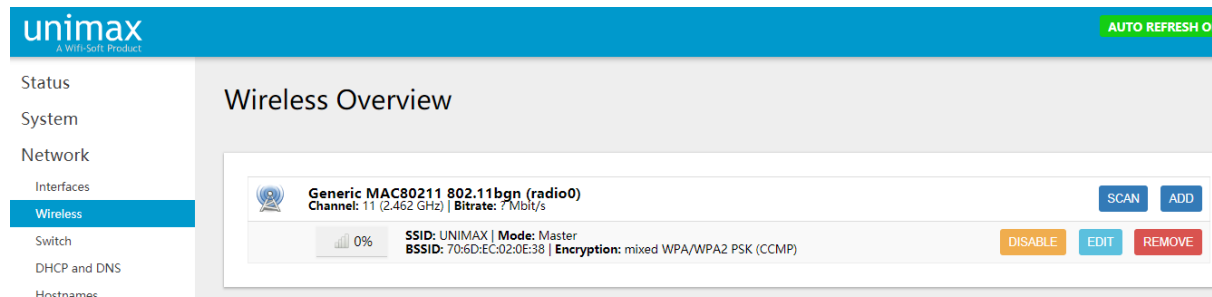 unimax
A Wifi-Soft Product
AUTO REFRESH O
Status
System
Network
Interfaces
Wireless
Switch
DHCP and DNS
Hostnames
Wireless Overview
Generic MAC80211 802.11bgn (radio0)
Channel: 11 (2.462 GHz) | Bitrate: ? Mbit/s
SCAN
ADD
0%
SSID: UNIMAX | Mode: Master
BSSID: 70:6D:EC:02:0E:38 | Encryption: mixed WPA/WPA2 PSK (CCMP)
DISABLE
EDIT
REMOVE